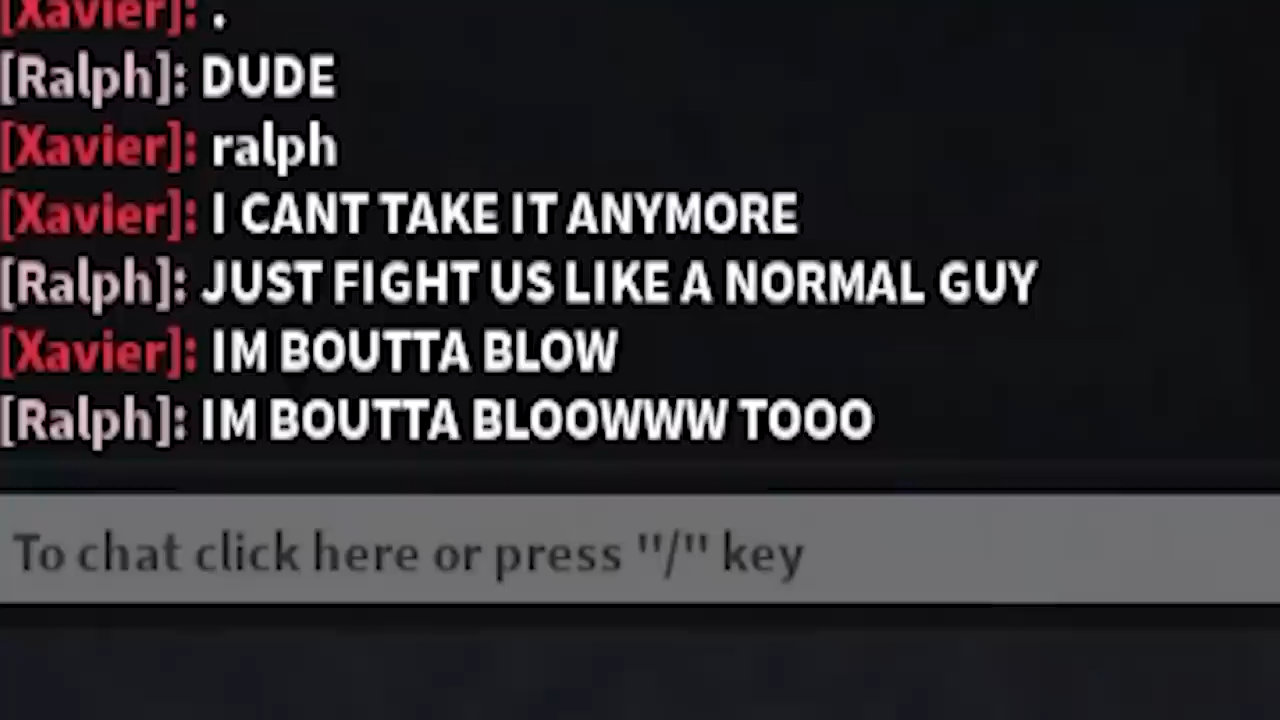 [Xavier]: .
[Ralph]: DUDE
[Xavier]: ralph
[Xavier]: I CANT TAKE IT ANYMORE
[Ralph]: JUST FIGHT US LIKE A NORMAL GUY
[Xavier]: IM BOUTTA BLOW
[Ralph]: IM BOUTTA BLOOWWW TOOO
To chat click here or press "/" key